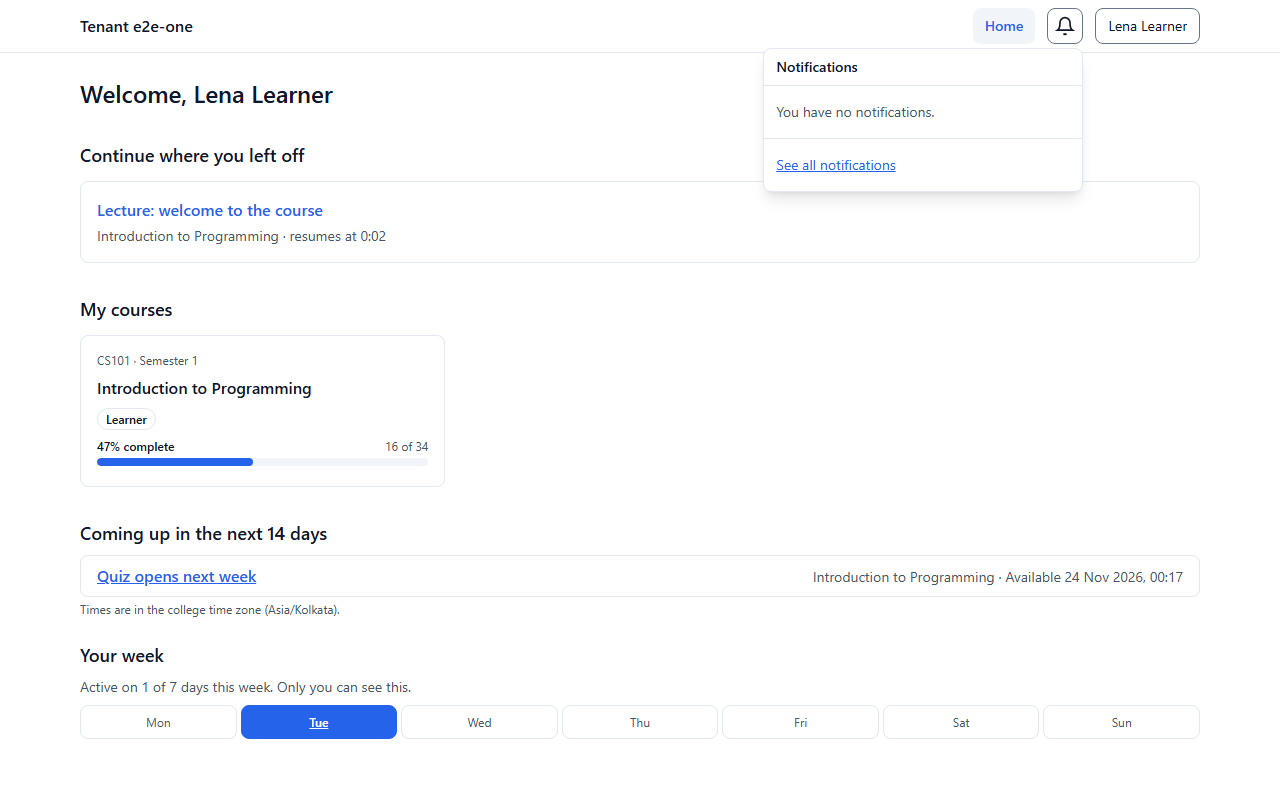 Tenant e2e-one
Home
Lena Learner
Notifications
You have no notifications.
See all notifications
Welcome, Lena Learner
Continue where you left off
Lecture: welcome to the course
Introduction to Programming · resumes at 0:02
My courses
CS101 · Semester 1
Introduction to Programming
Learner
47% complete
16 of 34
Coming up in the next 14 days
Quiz opens next week
Introduction to Programming · Available 24 Nov 2026, 00:17
Times are in the college time zone (Asia/Kolkata).
Your week
Active on 1 of 7 days this week. Only you can see this.
Mon Tue Wed Thu Fri Sat Sun